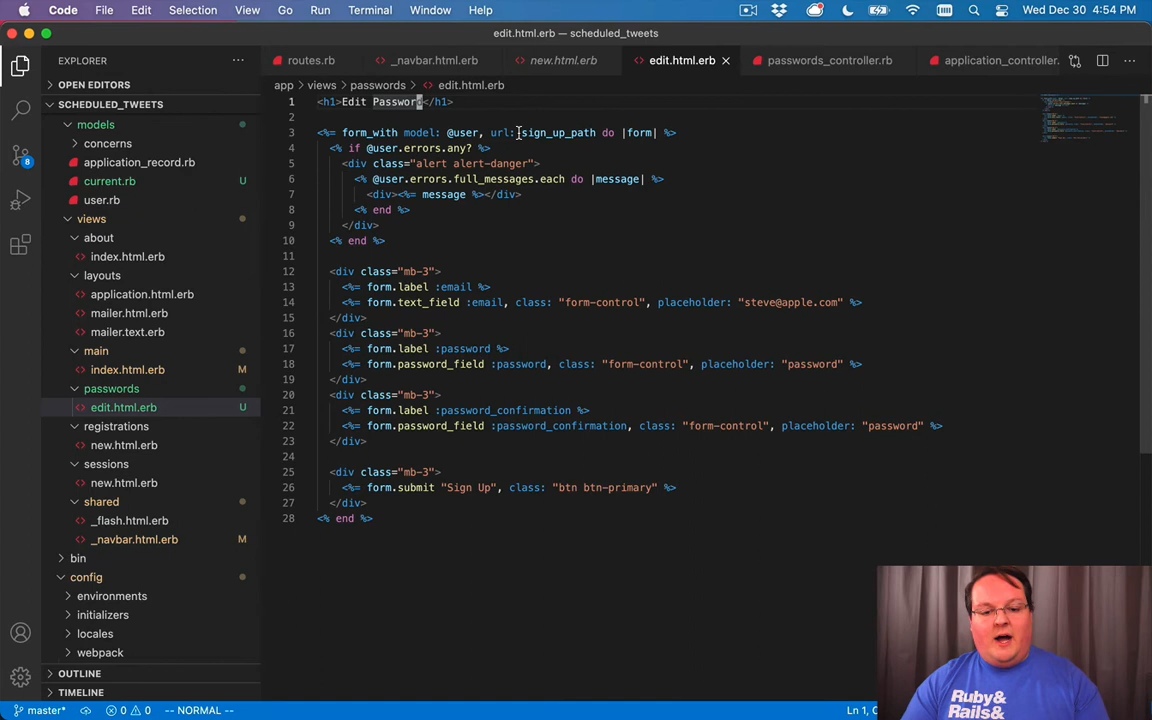 Code File Edit Selection View Go Run Terminal Window Help Wed Dec 30 4:54 PM
edit.html.erb — scheduled_tweets
EXPLORER
routes.rb _navbar.html.erb new.html.erb edit.html.erb passwords_controller.rb application_controller.
OPEN EDITORS
app views passwords edit.html.erb
SCHEDULED_TWEETS
models
concerns
application_record.rb
current.rb U
user.rb
views
about
index.html.erb
layouts
application.html.erb
mailer.html.erb
mailer.text.erb
main
index.html.erb M
passwords
edit.html.erb U
registrations
new.html.erb
sessions
new.html.erb
shared
_flash.html.erb
_navbar.html.erb M
bin
config
environments
initializers
locales
webpack
OUTLINE
TIMELINE
8
1 <h1>Edit Password</h1>
2
3 <%= form_with model: @user, url: sign_up_path do |form| %>
4 <% if @user.errors.any? %>
5 <div class="alert alert-danger">
6 <% @user.errors.full_messages.each do |message| %>
7 <div><%= message %></div>
8 <% end %>
9 </div>
10 <% end %>
11
12 <div class="mb-3">
13 <%= form.label :email %>
14 <%= form.text_field :email, class: "form-control", placeholder: "steve@apple.com" %>
15 </div>
16 <div class="mb-3">
17 <%= form.label :password %>
18 <%= form.password_field :password, class: "form-control", placeholder: "password" %>
19 </div>
20 <div class="mb-3">
21 <%= form.label :password_confirmation %>
22 <%= form.password_field :password_confirmation, class: "form-control", placeholder: "password" %>
23 </div>
24
25 <div class="mb-3">
26 <%= form.submit "Sign Up", class: "btn btn-primary" %>
27 </div>
28 <% end %>
Ruby&
Rails&
master* 0 0 -- NORMAL -- Ln 1,